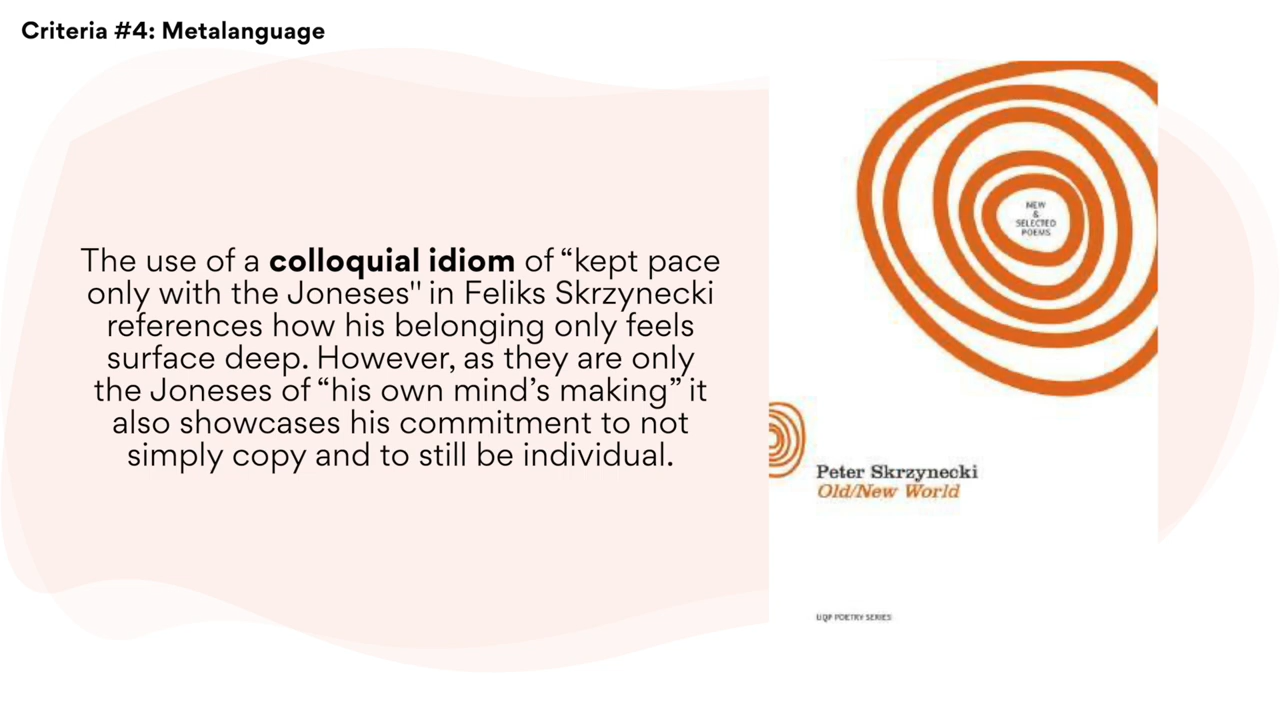 Criteria #4: Metalanguage
The use of a colloquial idiom of “kept pace
only with the Joneses" in Feliks Skrzynecki
references how his belonging only feels
surface deep. However, as they are only
the Joneses of “his own mind’s making” it
also showcases his commitment to not
simply copy and to still be individual.
NEW
&
SELECTED
POEMS
Peter Skrzynecki
Old/New World
UQP POETRY SERIES